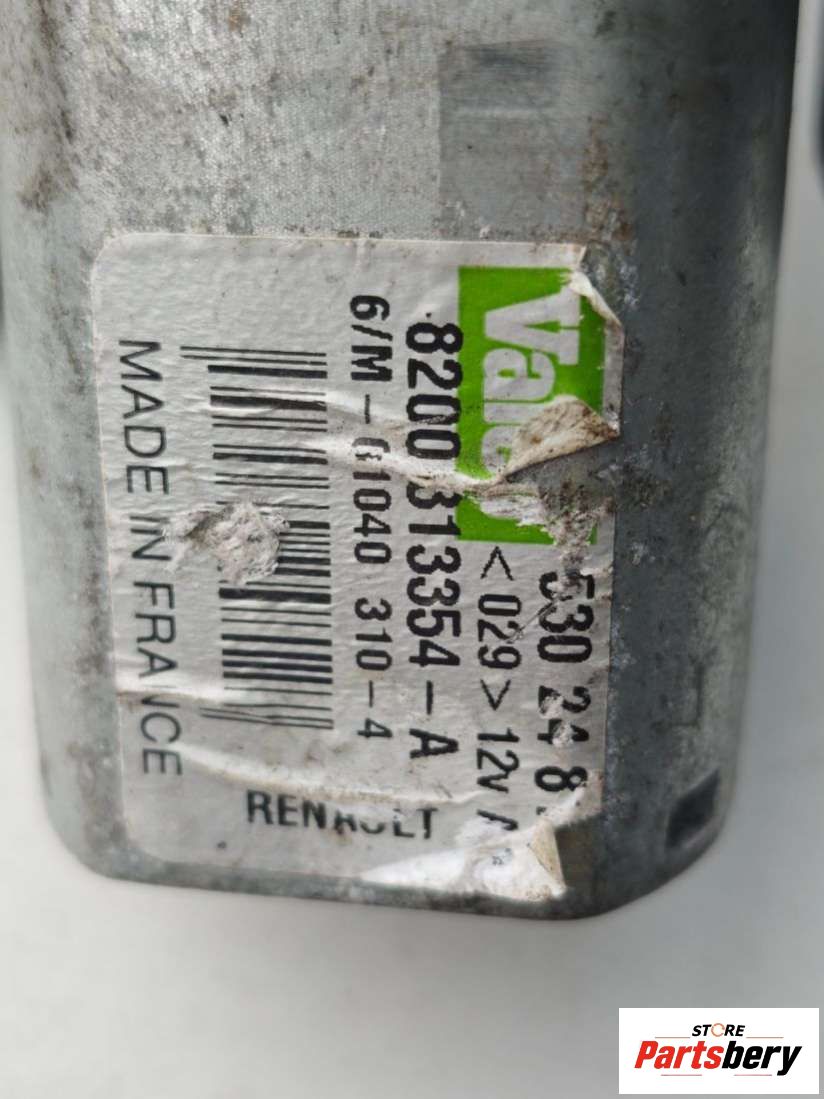 Valeo
530 24 8
<029> 12v A
8200 313354-A
6/M-01040 310-4
RENAULT
MADE IN FRANCE
STORE
Partsbery